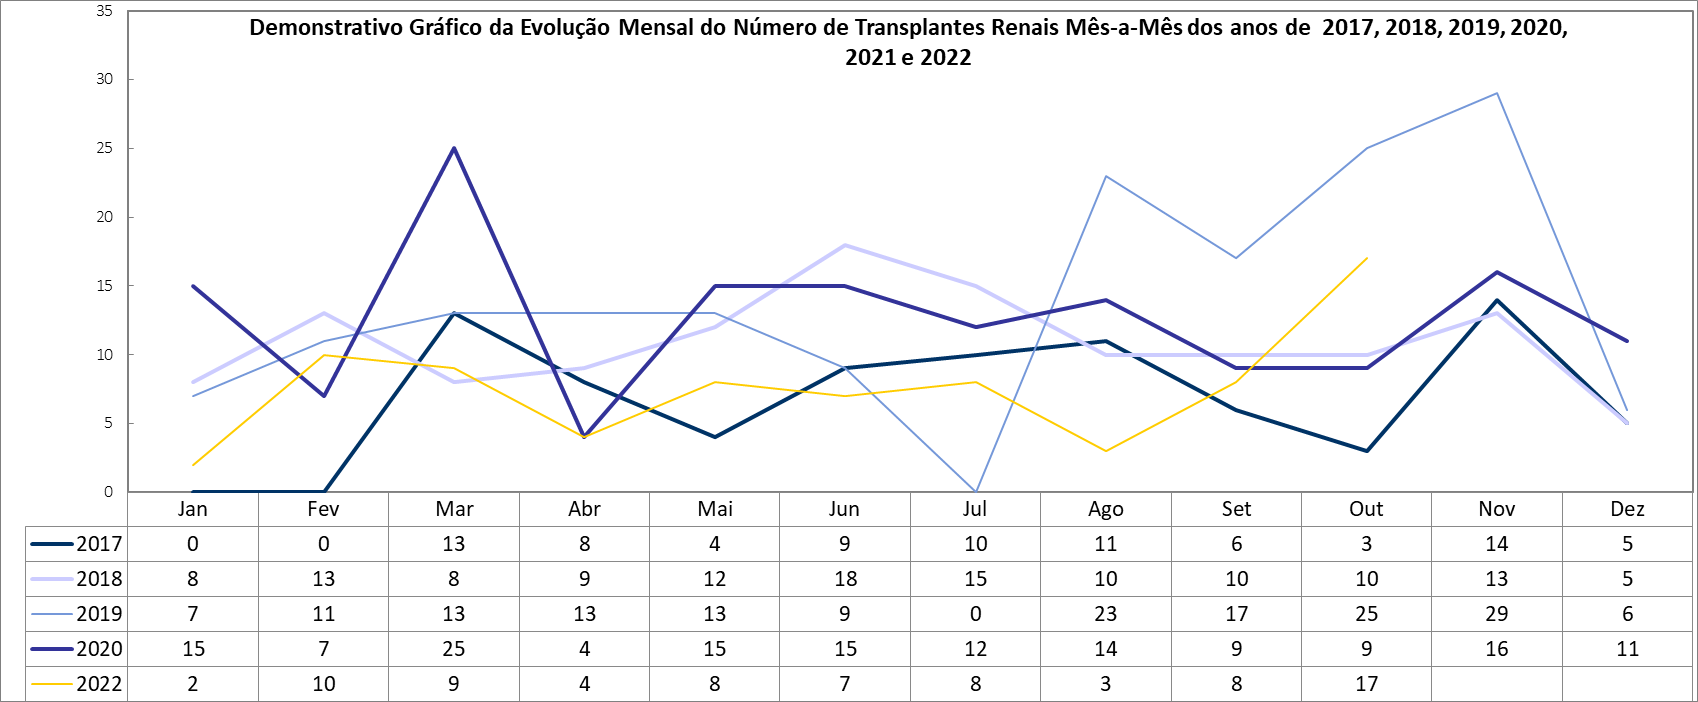 Demonstrativo Gráfico da Evolução Mensal do Número de Transplantes Renais Mês-a-Mês dos anos de 2017, 2018, 2019, 2020,
2021 e 2022
35
30
25
20
15
10
5
0
Jan Fev Mar Abr Mai Jun Jul Ago Set Out Nov Dez
2017 0 0 13 8 4 9 10 11 6 3 14 5
2018 8 13 8 9 12 18 15 10 10 10 13 5
2019 7 11 13 13 13 9 0 23 17 25 29 6
2020 15 7 25 4 15 15 12 14 9 9 16 11
2022 2 10 9 4 8 7 8 3 8 17